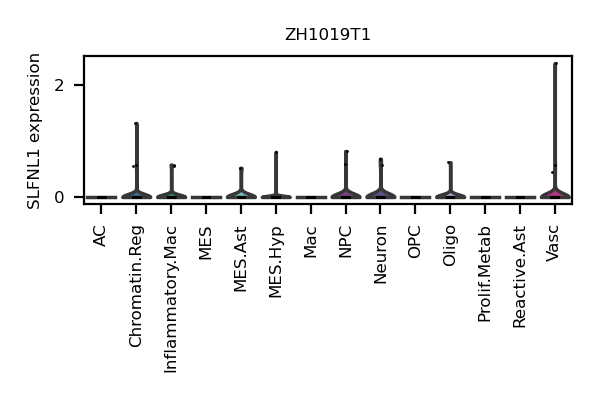 ZH1019T1
SLFNL1 expression
2
0
AC
Chromatin.Reg
Inflammatory.Mac
MES
MES.Ast
MES.Hyp
Mac
NPC
Neuron
OPC
Oligo
Prolif.Metab
Reactive.Ast
Vasc